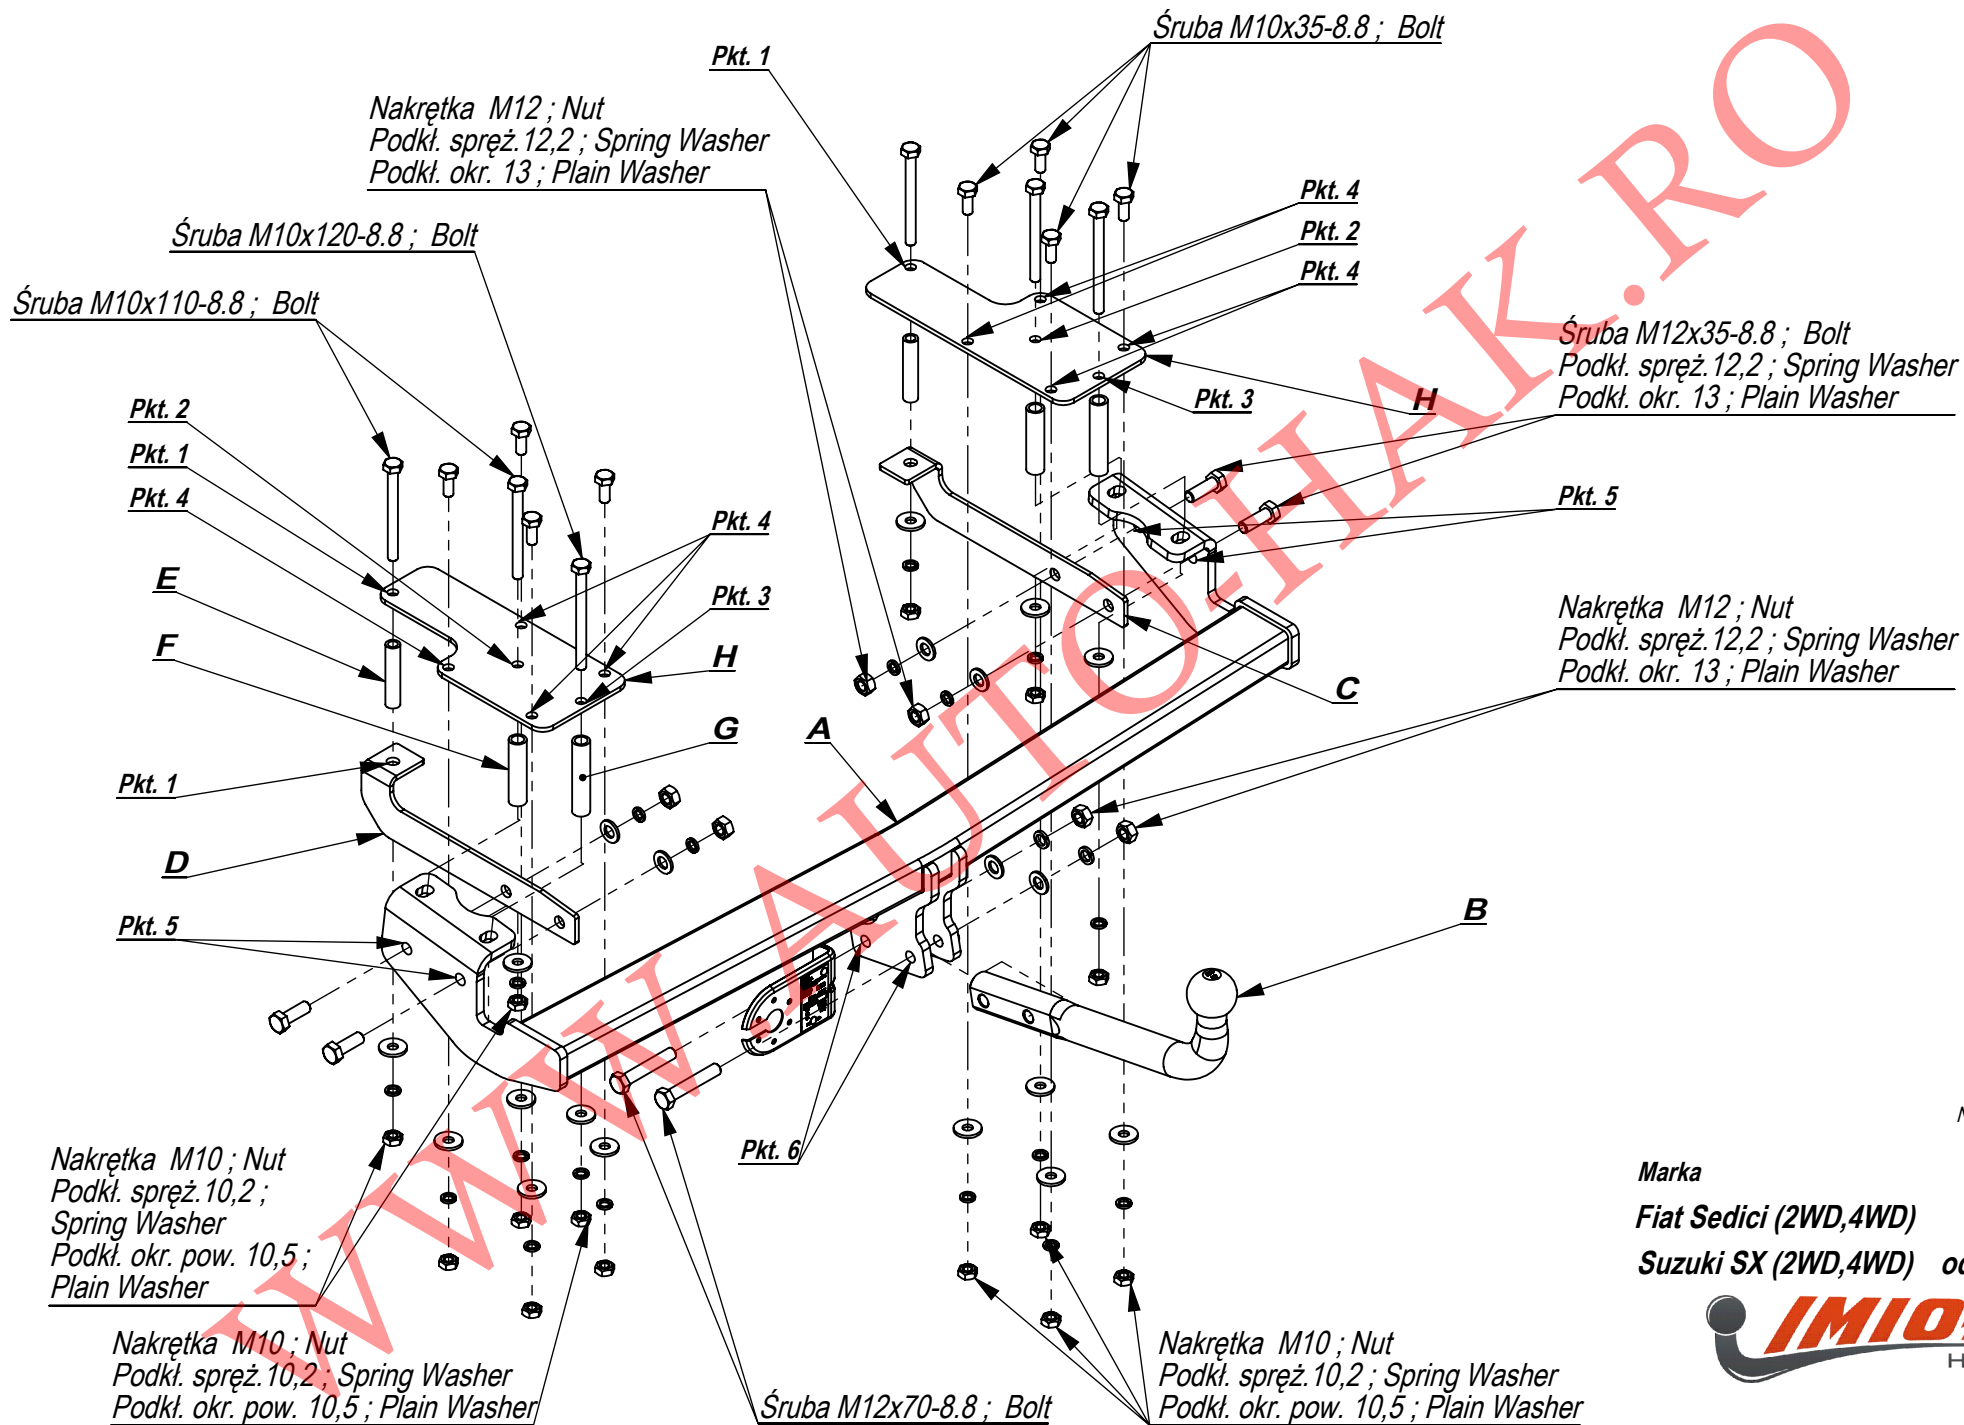 Śruba M10x35-8.8 ; Bolt
Pkt. 1
Nakrętka M12 ; Nut
Podkł. spręż.12,2 ; Spring Washer
Podkł. okr. 13 ; Plain Washer
Pkt. 4
Pkt. 2
Pkt. 4
Śruba M10x120-8.8 ; Bolt
Śruba M10x110-8.8 ; Bolt
Śruba M12x35-8.8 ; Bolt
Podkł. spręż.12,2 ; Spring Washer
Podkł. okr. 13 ; Plain Washer
Pkt. 3
H
Pkt. 2
Pkt. 1
Pkt. 4
Pkt. 5
Pkt. 4
E
Pkt. 3
F
H
Nakrętka M12 ; Nut
Podkł. spręż.12,2 ; Spring Washer
Podkł. okr. 13 ; Plain Washer
C
G
A
Pkt. 1
D
B
Pkt. 5
Pkt. 6
Nakrętka M10 ; Nut
Podkł. spręż.10,2 ;
Spring Washer
Podkł. okr. pow. 10,5 ;
Plain Washer
Marka
Fiat Sedici (2WD,4WD)
Suzuki SX (2WD,4WD)
IMIO
H
Nakrętka M10 ; Nut
Podkł. spręż.10,2 ; Spring Washer
Podkł. okr. pow. 10,5 ; Plain Washer
Śruba M12x70-8.8 ; Bolt
Nakrętka M10 ; Nut
Podkł. spręż.10,2 ; Spring Washer
Podkł. okr. pow. 10,5 ; Plain Washer
WWW.AUTO-HAK.RO